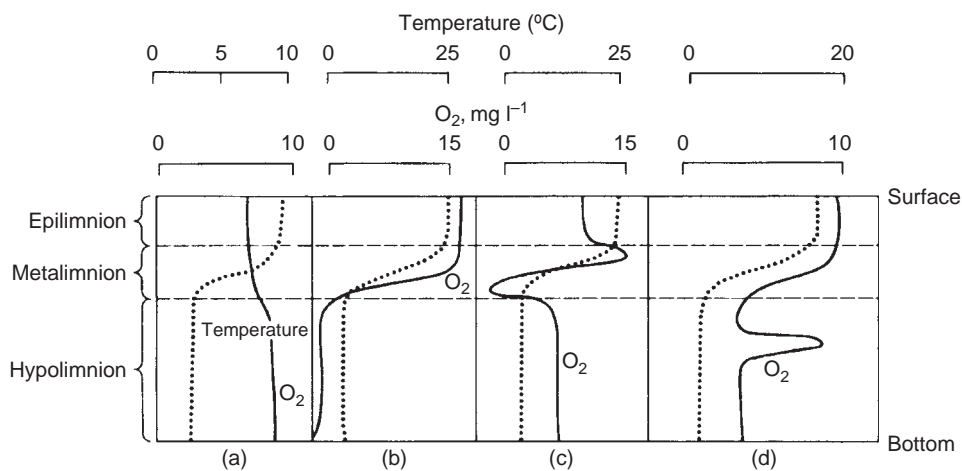 Temperature (ºC)
0 5 10 0 25 0 25 0 20
O₂, mg l⁻¹
0 10 0 15 0 15 0 10
Surface
Epilimnion
Metalimnion
O₂
Temperature
Hypolimnion
O₂
O₂
O₂
Bottom
(a) (b) (c) (d)